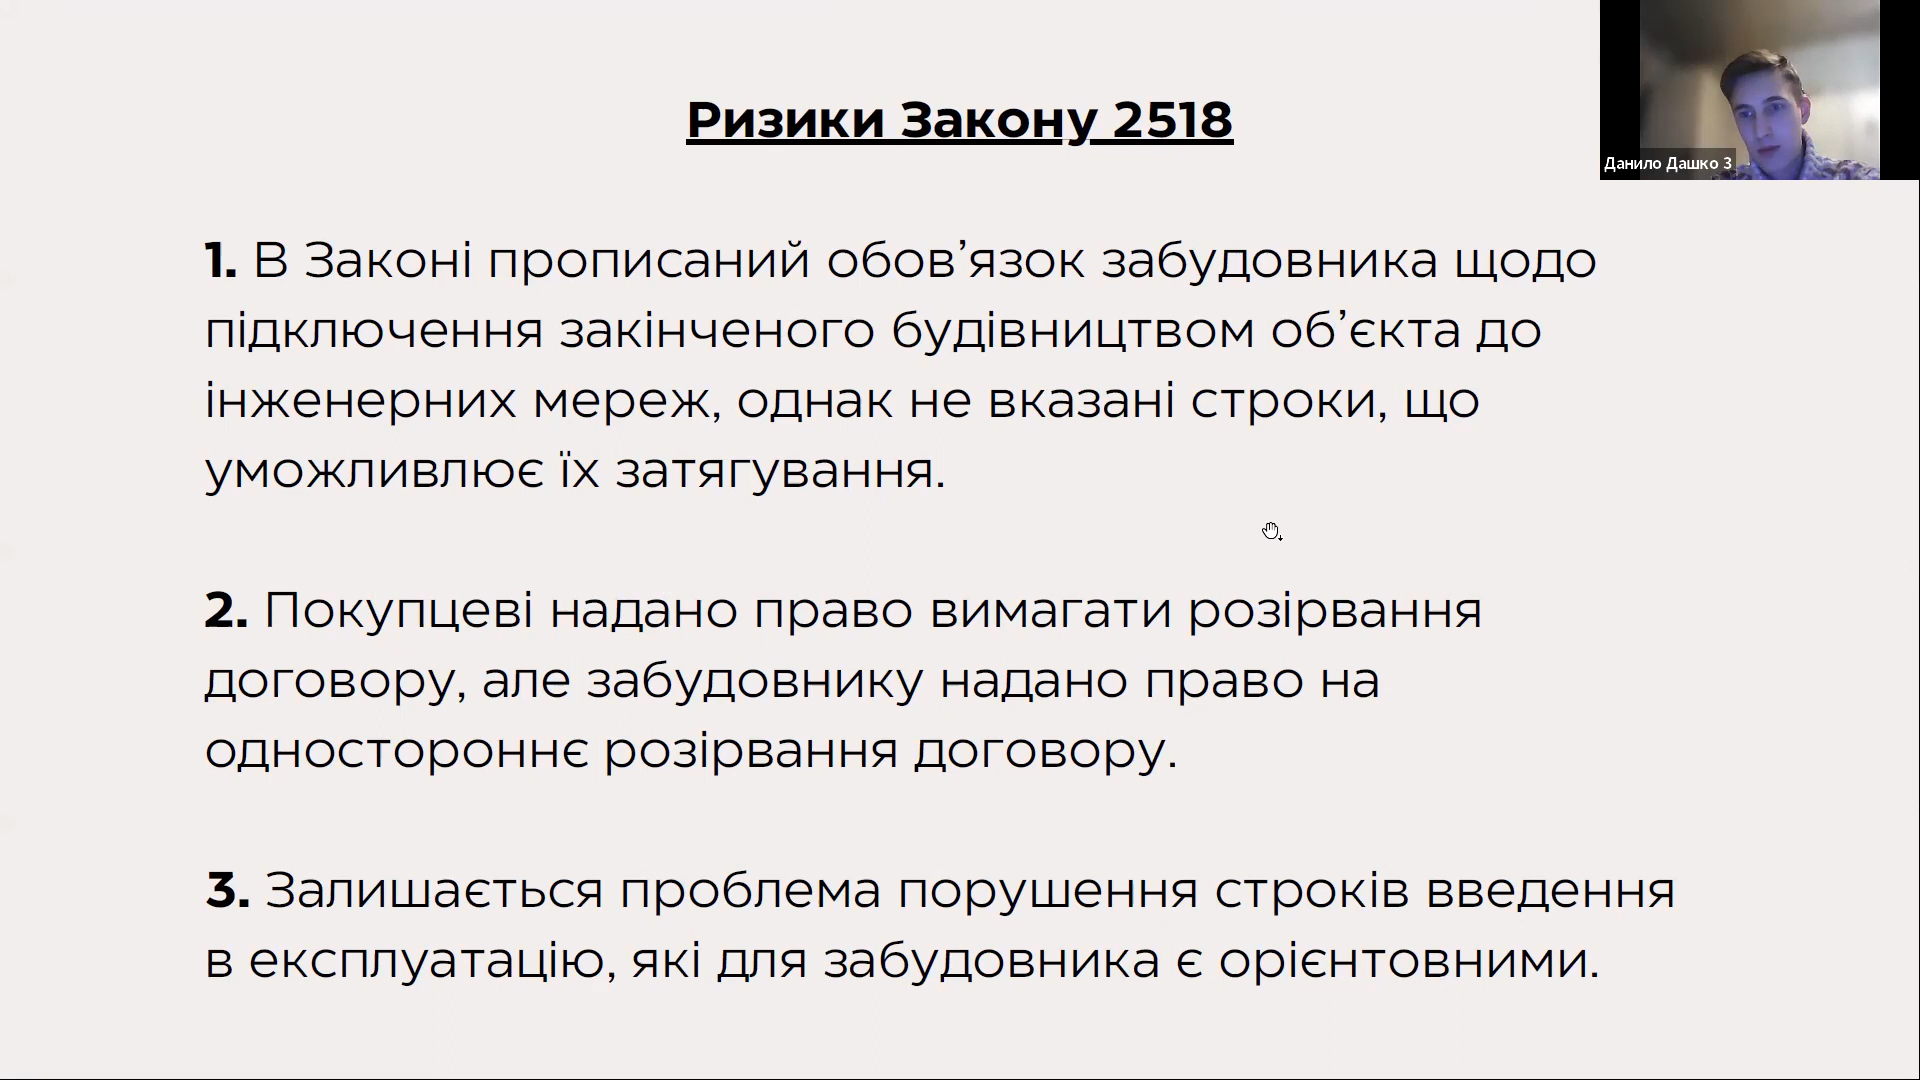 Ризики Закону 2518
Данило Дашко З
1. В Законі прописаний обов’язок забудовника щодо
підключення закінченого будівництвом об’єкта до
інженерних мереж, однак не вказані строки, що
уможливлює їх затягування.
2. Покупцеві надано право вимагати розірвання
договору, але забудовнику надано право на
одностороннє розірвання договору.
3. Залишається проблема порушення строків введення
в експлуатацію, які для забудовника є орієнтовними.